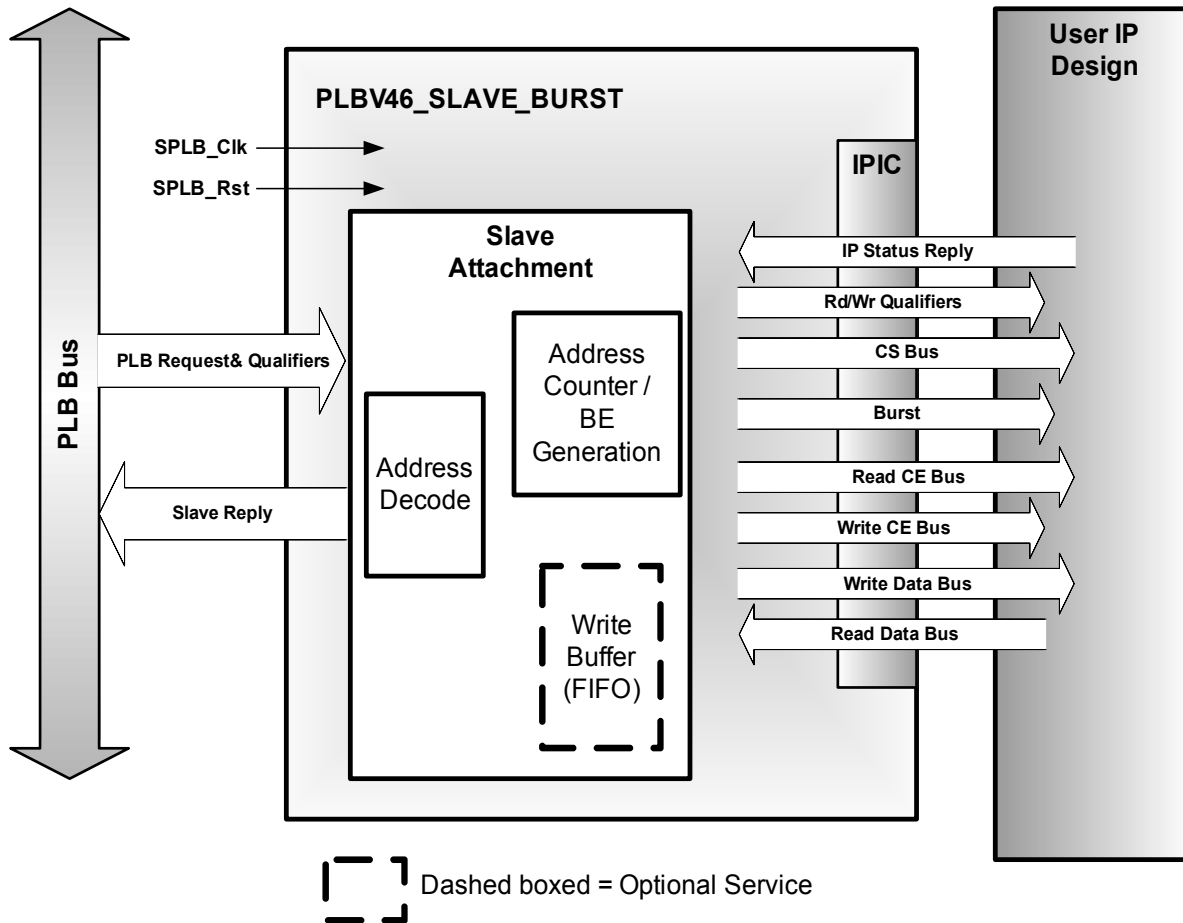 User IP
Design
PLBV46_SLAVE_BURST
SPLB_Clk
SPLB_Rst
IPIC
Slave
Attachment
IP Status Reply
Rd/Wr Qualifiers
CS Bus
Burst
Read CE Bus
Write CE Bus
Write Data Bus
Read Data Bus
PLB Bus
PLB Request& Qualifiers
Slave Reply
Address
Counter /
BE
Generation
Address
Decode
Write
Buffer
(FIFO)
Dashed boxed = Optional Service